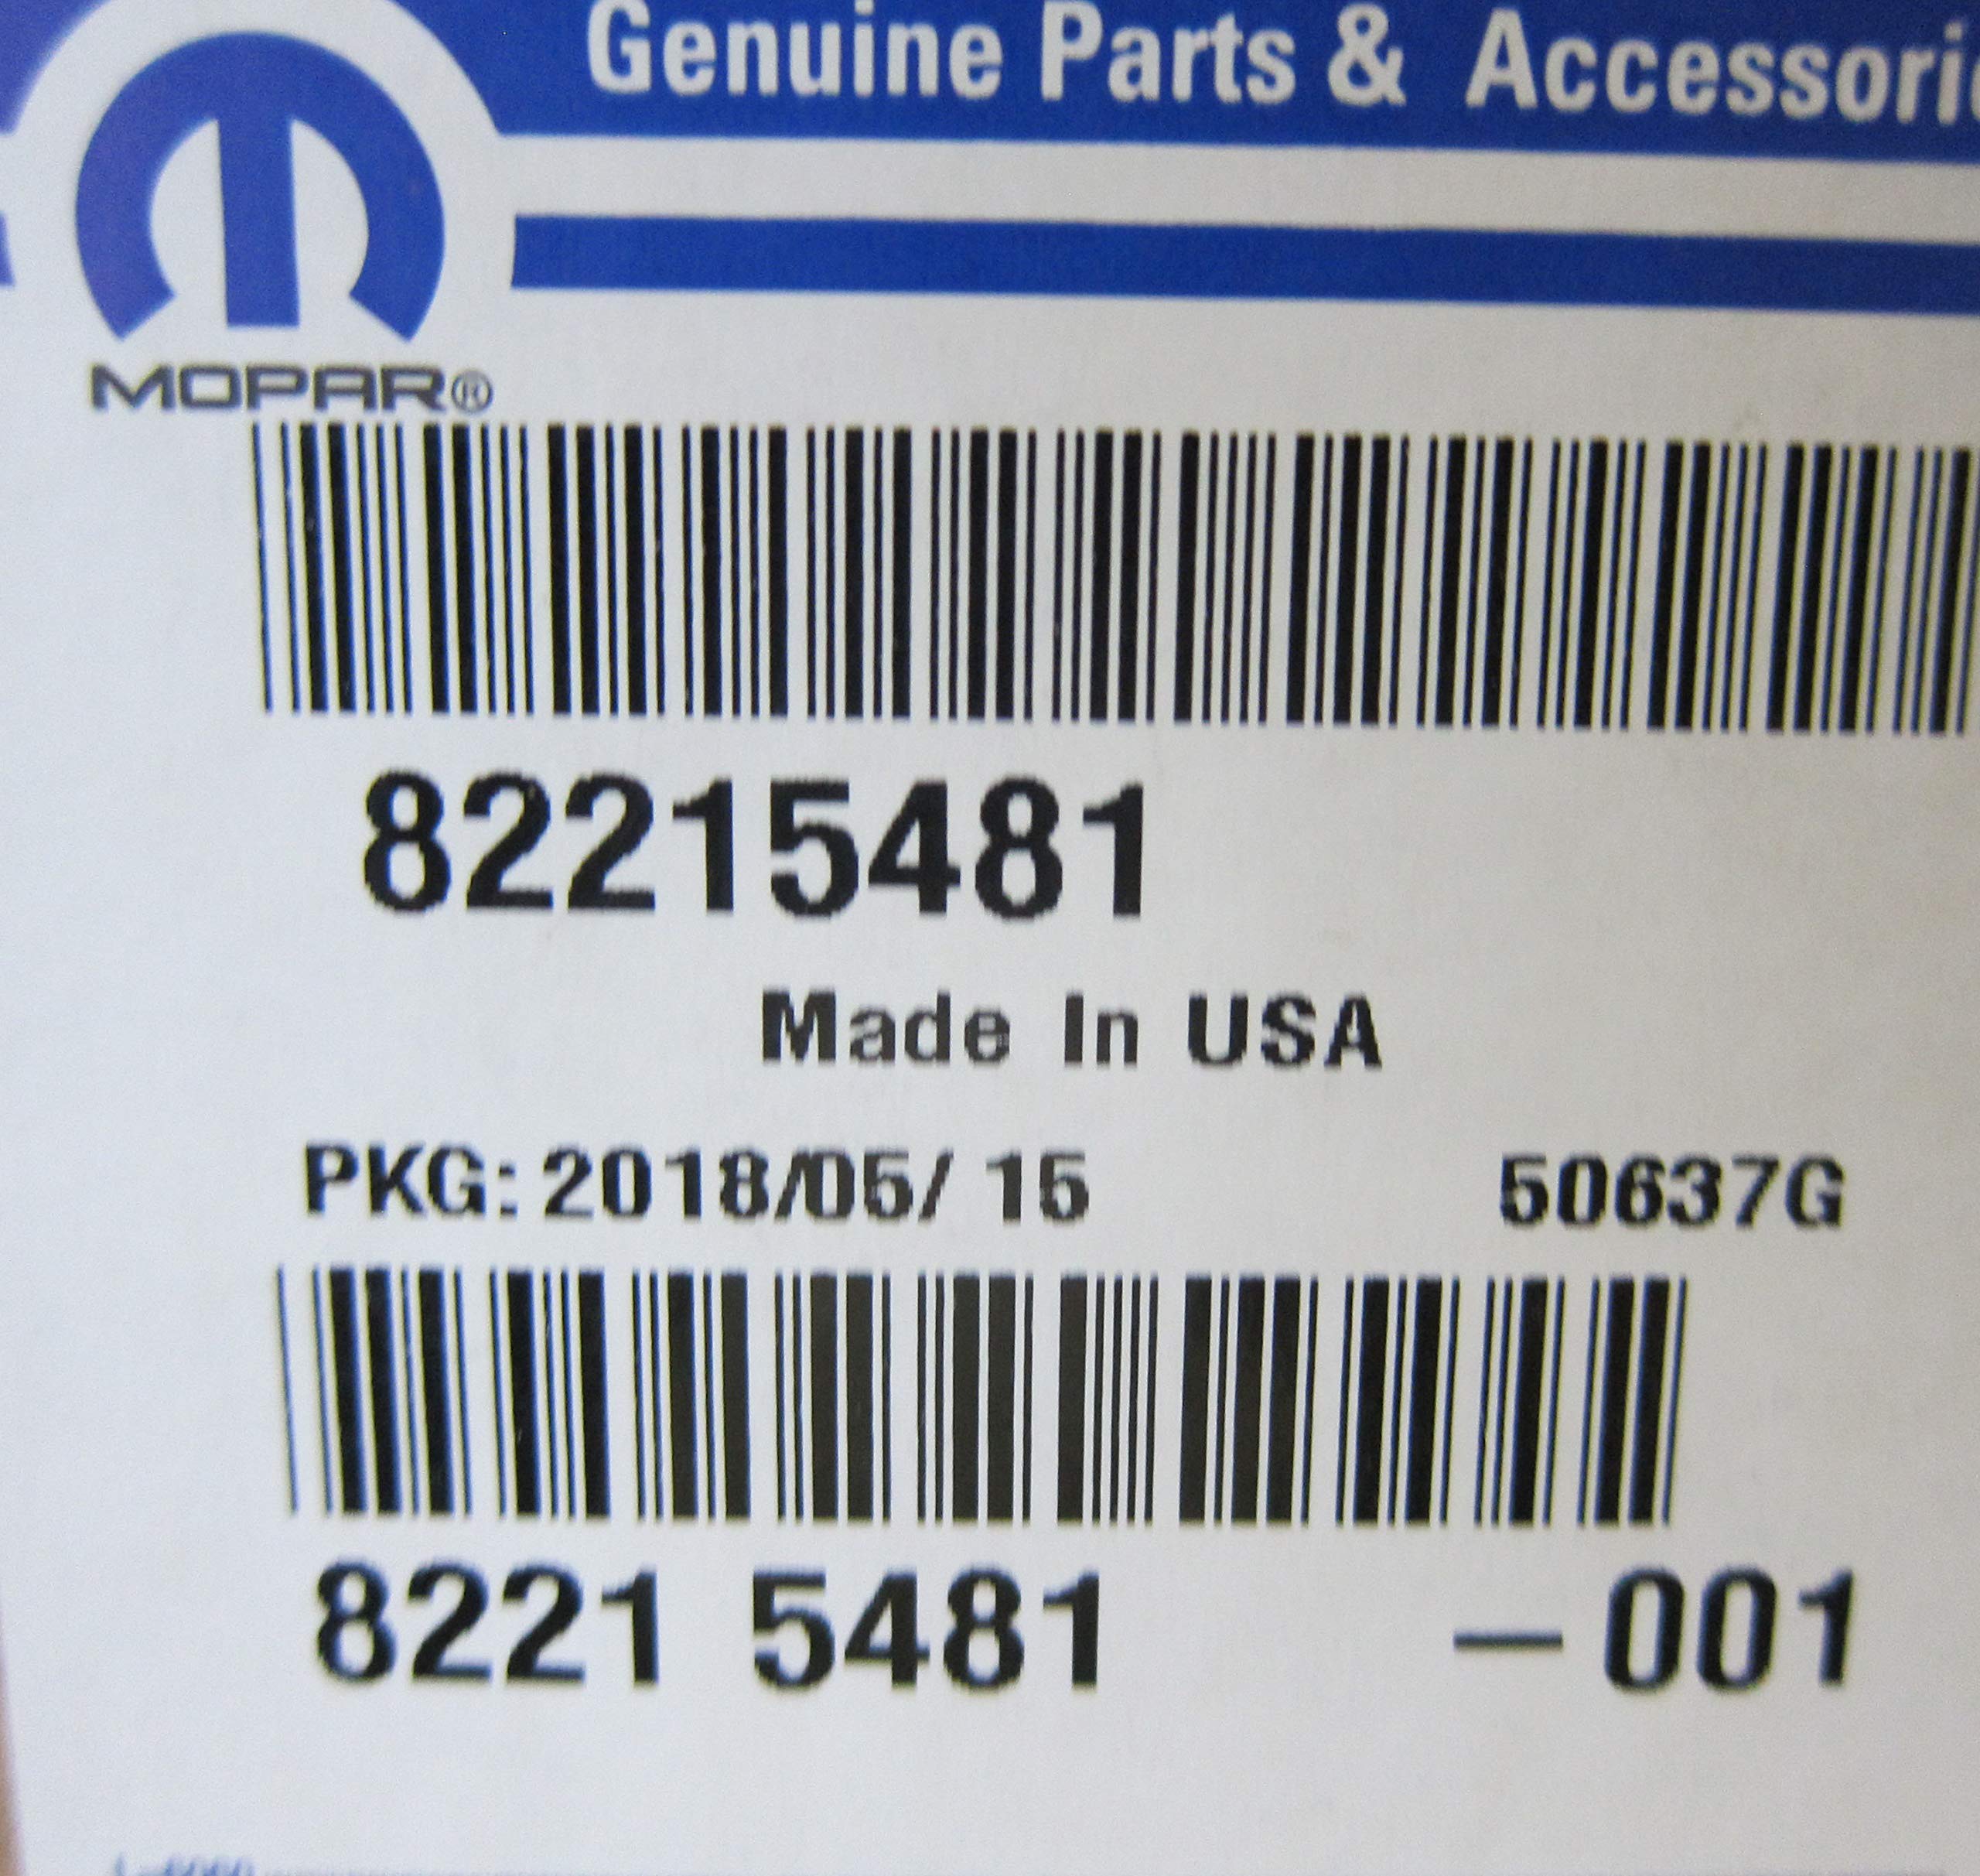 Genuine Parts & Accessori
MOPAR®
82215481
Made In USA
PKG: 2018/05/ 15 50637G
8221 5481 – 001